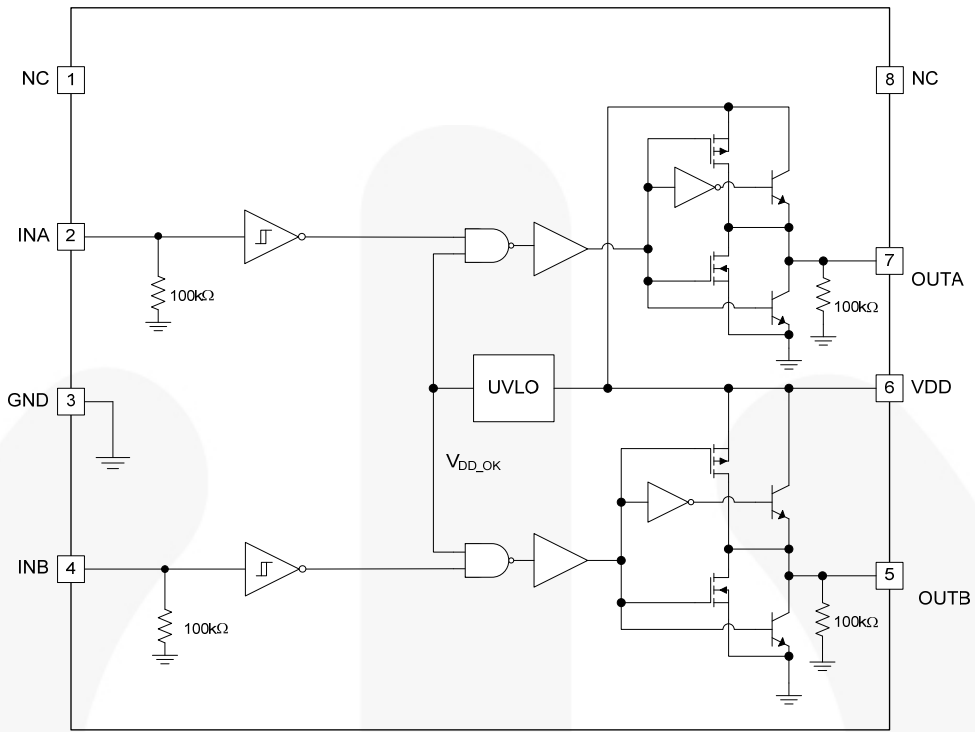 NC 1
8 NC
INA 2
100kΩ
7
OUTA
100kΩ
GND 3
UVLO
6 VDD
V_DD_OK
INB 4
100kΩ
5
OUTB
100kΩ